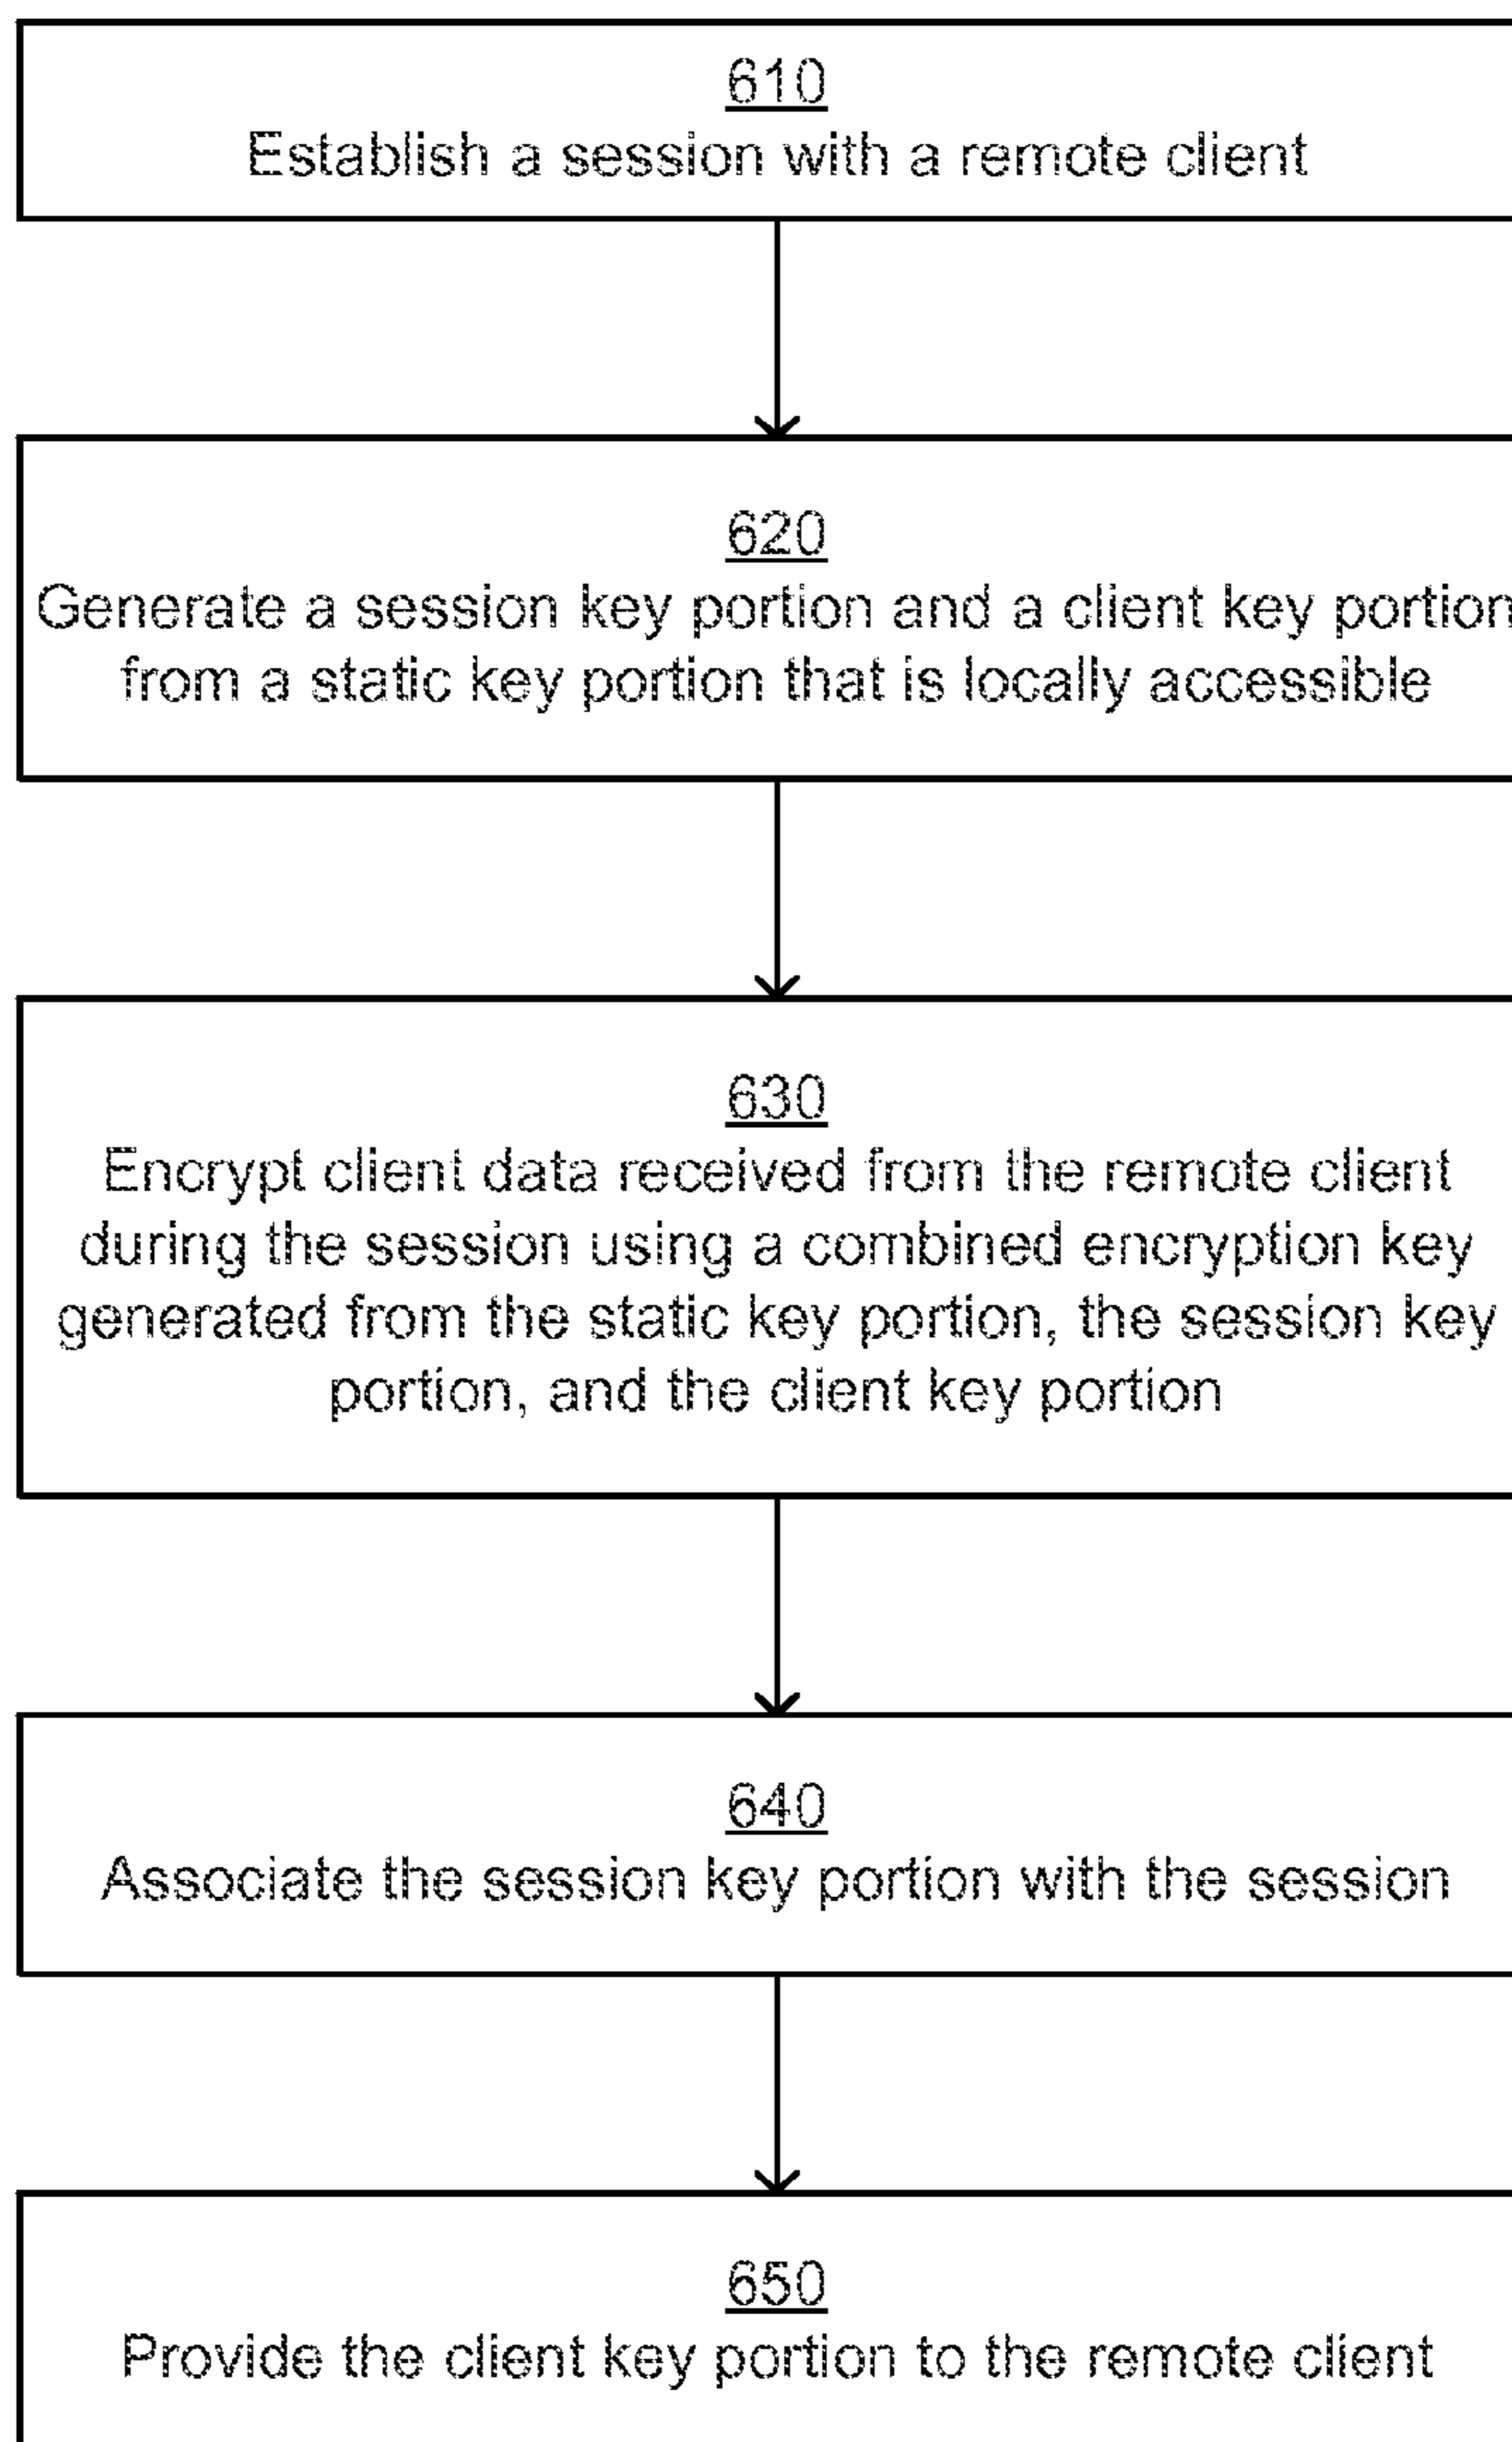 610
Establish a session with a remote client
620
Generate a session key portion and a client key portion
from a static key portion that is locally accessible
630
Encrypt client data received from the remote client
during the session using a combined encryption key
generated from the static key portion, the session key
portion, and the client key portion
640
Associate the session key portion with the session
650
Provide the client key portion to the remote client